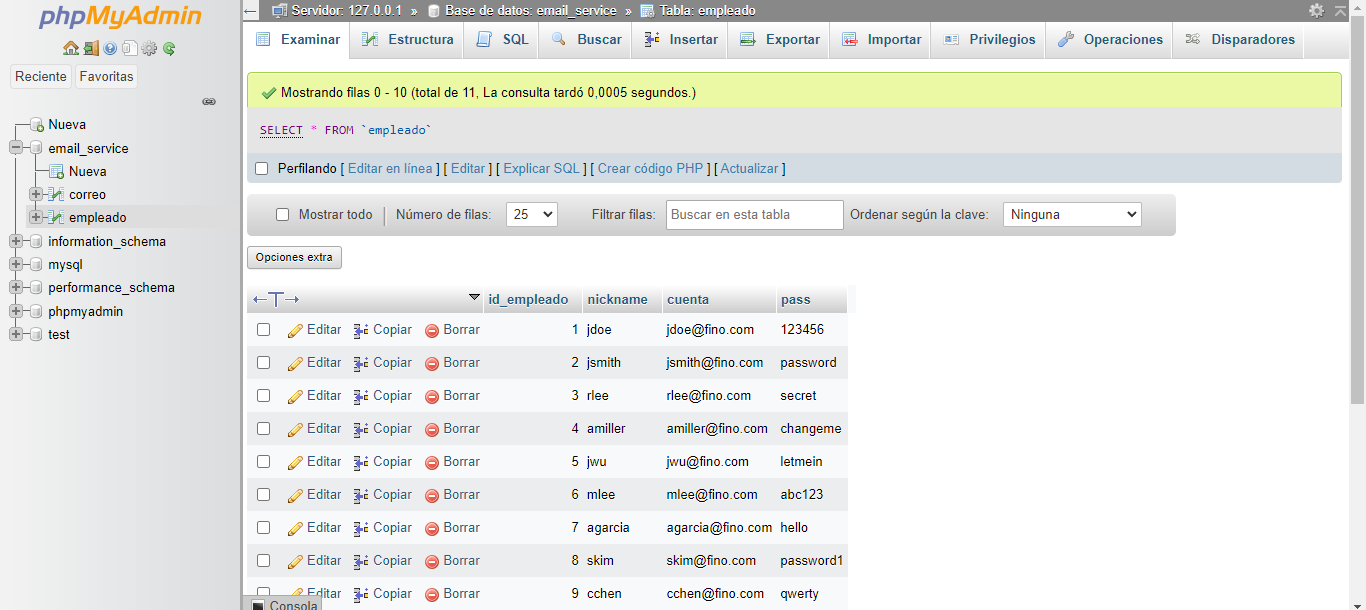 phpMyAdmin
Reciente Favoritas
Nueva
email_service
Nueva
correo
empleado
information_schema
mysql
performance_schema
phpmyadmin
test
Servidor: 127.0.0.1 » Base de datos: email_service » Tabla: empleado
Examinar Estructura SQL Buscar Insertar Exportar Importar Privilegios Operaciones Disparadores
Mostrando filas 0 - 10 (total de 11, La consulta tardó 0,0005 segundos.)
SELECT * FROM `empleado`
Perfilando [ Editar en línea ] [ Editar ] [ Explicar SQL ] [ Crear código PHP ] [ Actualizar ]
Mostrar todo | Número de filas: 25 Filtrar filas: Buscar en esta tabla Ordenar según la clave: Ninguna
Opciones extra
←T→ id_empleado nickname cuenta pass
Editar Copiar Borrar 1 jdoe jdoe@fino.com 123456
Editar Copiar Borrar 2 jsmith jsmith@fino.com password
Editar Copiar Borrar 3 rlee rlee@fino.com secret
Editar Copiar Borrar 4 amiller amiller@fino.com changeme
Editar Copiar Borrar 5 jwu jwu@fino.com letmein
Editar Copiar Borrar 6 mlee mlee@fino.com abc123
Editar Copiar Borrar 7 agarcia agarcia@fino.com hello
Editar Copiar Borrar 8 skim skim@fino.com password1
Editar Copiar Borrar 9 cchen cchen@fino.com qwerty
Consola